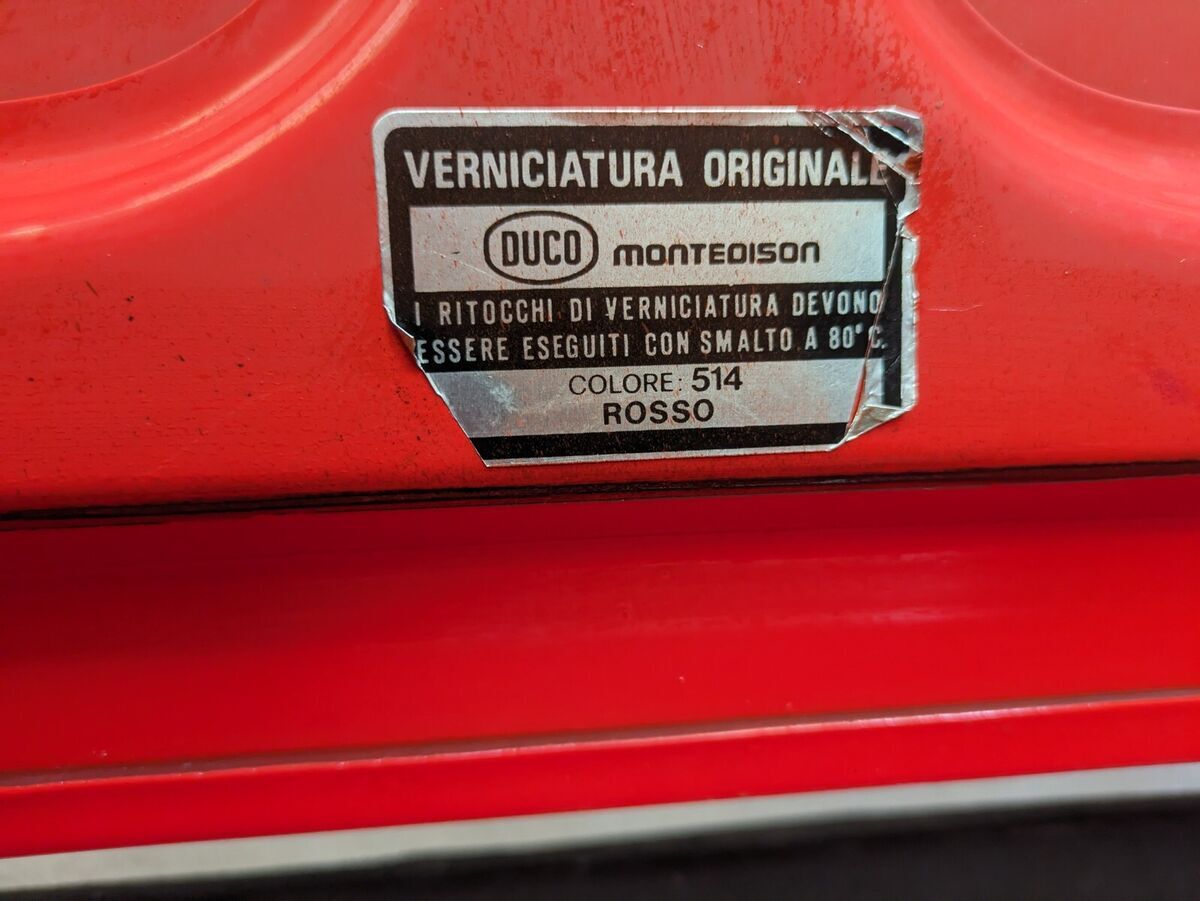 VERNICIATURA ORIGINALE
DUCO MONTEDISON
I RITOCCHI DI VERNICIATURA DEVONO
ESSERE ESEGUITI CON SMALTO A 80° C.
COLORE: 514
ROSSO